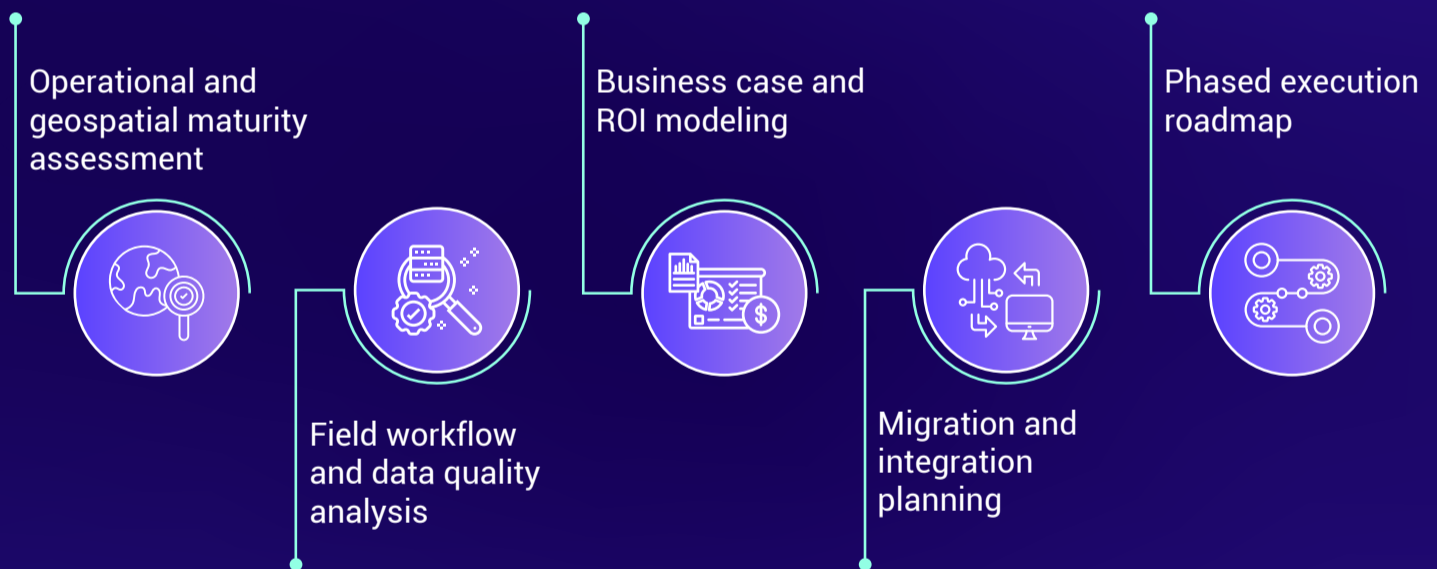 Operational and
geospatial maturity
assessment
Field workflow
and data quality
analysis
Business case and
ROI modeling
Migration and
integration
planning
Phased execution
roadmap